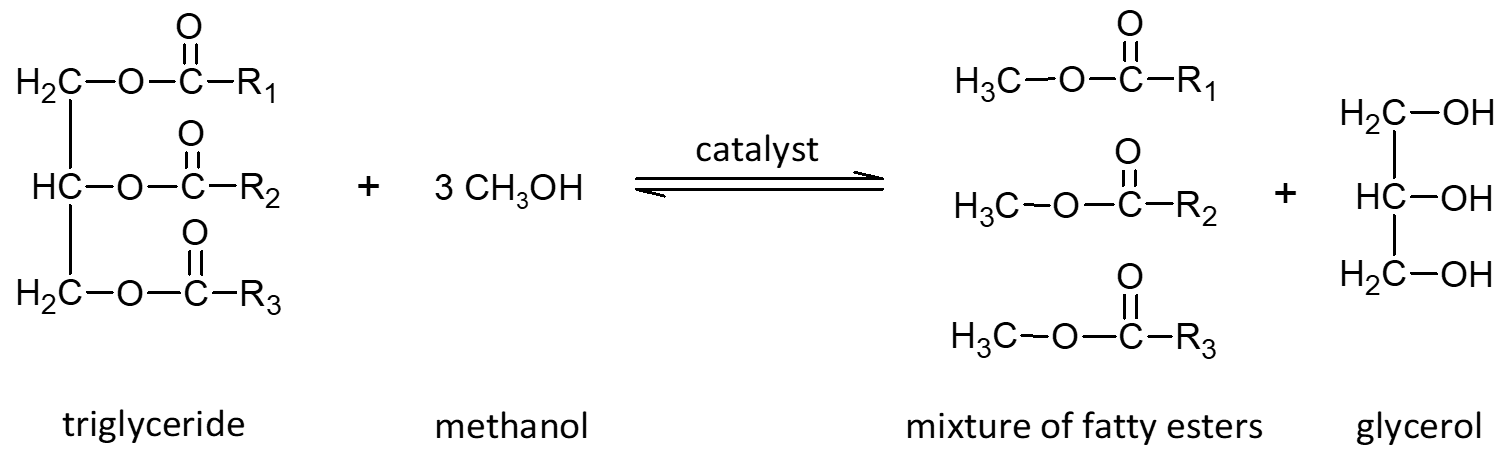 O
H₂C—O—C—R₁
O
HC—O—C—R₂
O
H₂C—O—C—R₃
triglyceride
+
3 CH₃OH
methanol
catalyst
O
H₃C—O—C—R₁
O
H₃C—O—C—R₂
O
H₃C—O—C—R₃
mixture of fatty esters
+
H₂C—OH
HC—OH
H₂C—OH
glycerol